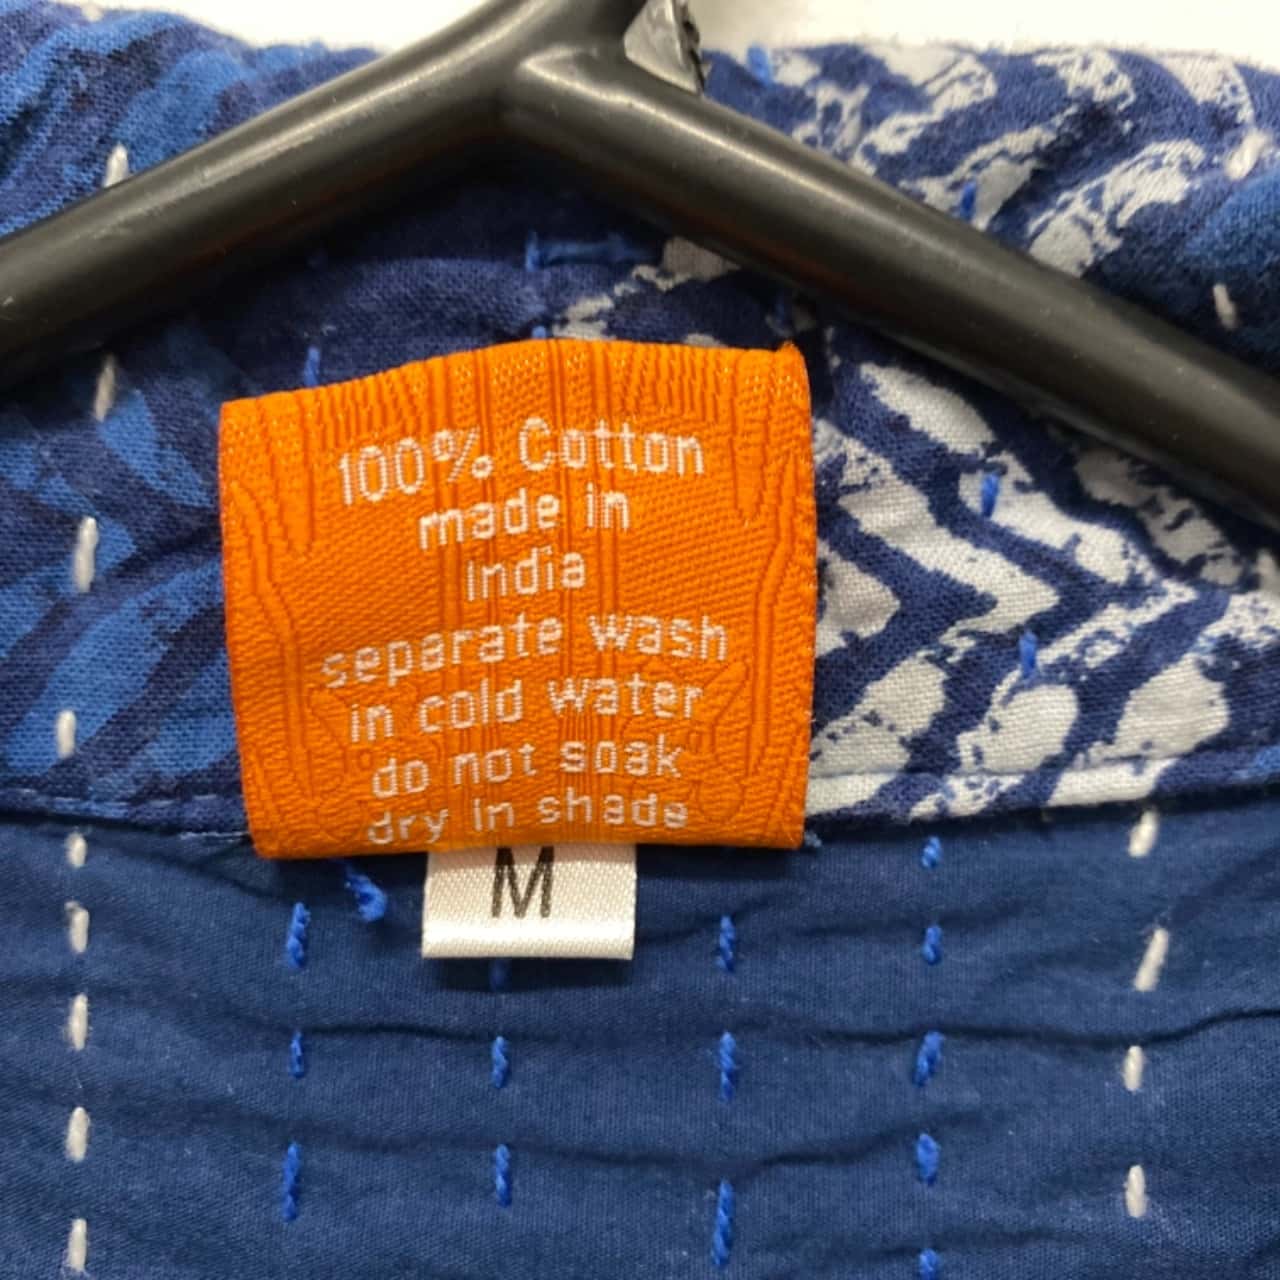 100% Cotton
made in
India
separate wash
in cold water
do not soak
dry in shade
M